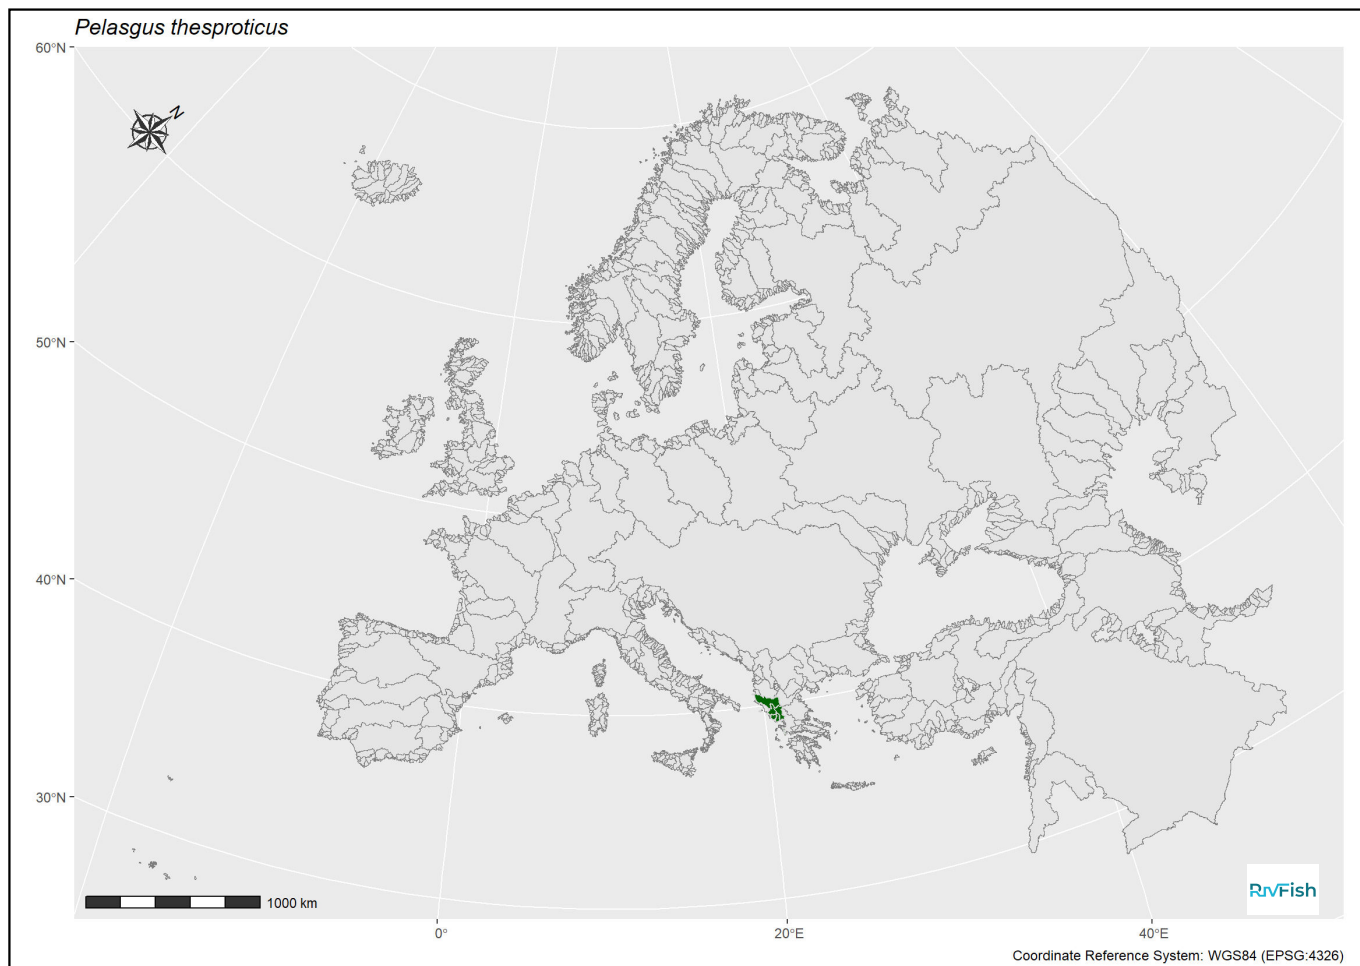 Pelasgus thesproticus
60°N
N
50°N
40°N
30°N
1000 km
RivFish
0°
20°E
40°E
Coordinate Reference System: WGS84 (EPSG:4326)